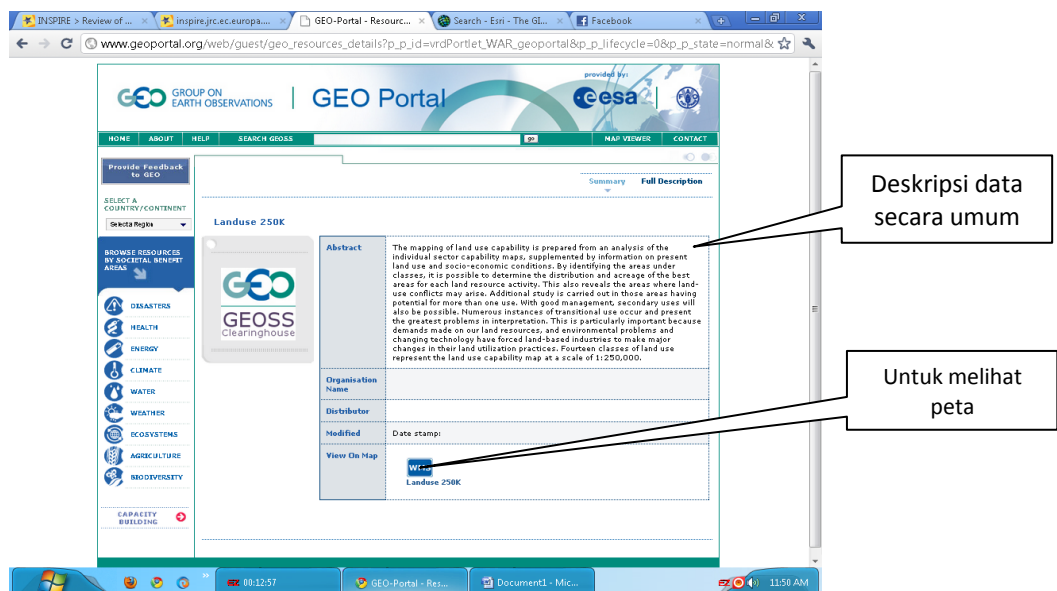 INSPIRE > Review of ...
inspire.jrc.ec.europa....
GEO-Portal - Resourc...
Search - Esri - The GI...
Facebook
www.geoportal.org/web/guest/geo_resources_details?p_p_id=vrdPortlet_WAR_geoportal&p_p_lifecycle=0&p_p_state=normal&
GEO GROUP ON
EARTH OBSERVATIONS
GEO Portal
provided by:
esa
HOME ABOUT HELP SEARCH GEOSS go MAP VIEWER CONTACT
Provide Feedback
to GEO
Summary Full Description
SELECT A
COUNTRY/CONTINENT
Select a Region
Landuse 250K
BROWSE RESOURCES
BY SOCIETAL BENEFIT
AREAS
DISASTERS
HEALTH
ENERGY
CLIMATE
WATER
WEATHER
ECOSYSTEMS
AGRICULTURE
BIODIVERSITY
CAPACITY
BUILDING
GEO
GEOSS
Clearinghouse
Abstract
The mapping of land use capability is prepared from an analysis of the
individual sector capability maps, supplemented by information on present
land use and socio-economic conditions. By identifying the areas under
classes, it is possible to determine the distribution and acreage of the best
areas for each land resource activity. This also reveals the areas where land-
use conflicts may arise. Additional study is carried out in those areas having
potential for more than one use. With good management, secondary uses will
also be possible. Numerous instances of transitional use occur and present
the greatest problems in interpretation. This is particularly important because
demands made on our land resources, and environmental problems and
changing technology have forced land-based industries to make major
changes in their land utilization practices. Fourteen classes of land use
represent the land use capability map at a scale of 1:250,000.
Organisation
Name
Distributor
Modified
Date stamp:
View On Map
WMS
Landuse 250K
Deskripsi data
secara umum
Untuk melihat
peta
00:12:57
GEO-Portal - Res...
Document1 - Mic...
11:50 AM